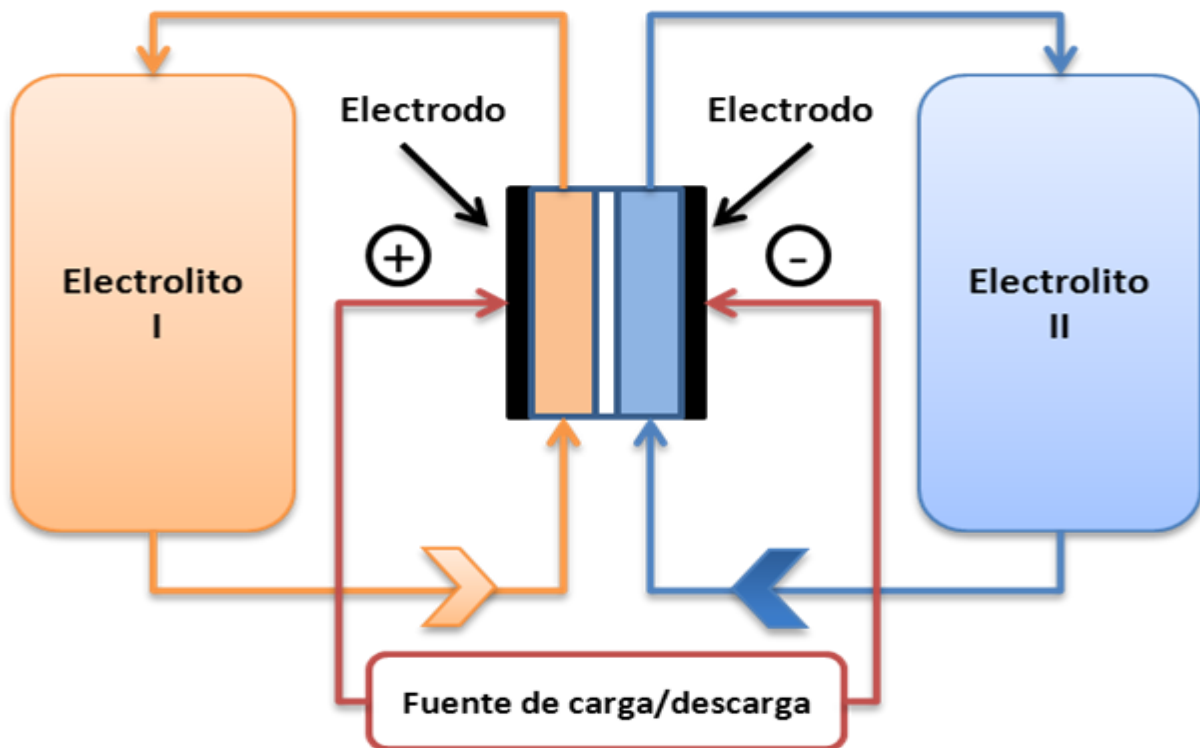 Electrodo
Electrodo
+
-
Electrolito
I
Electrolito
II
Fuente de carga/descarga